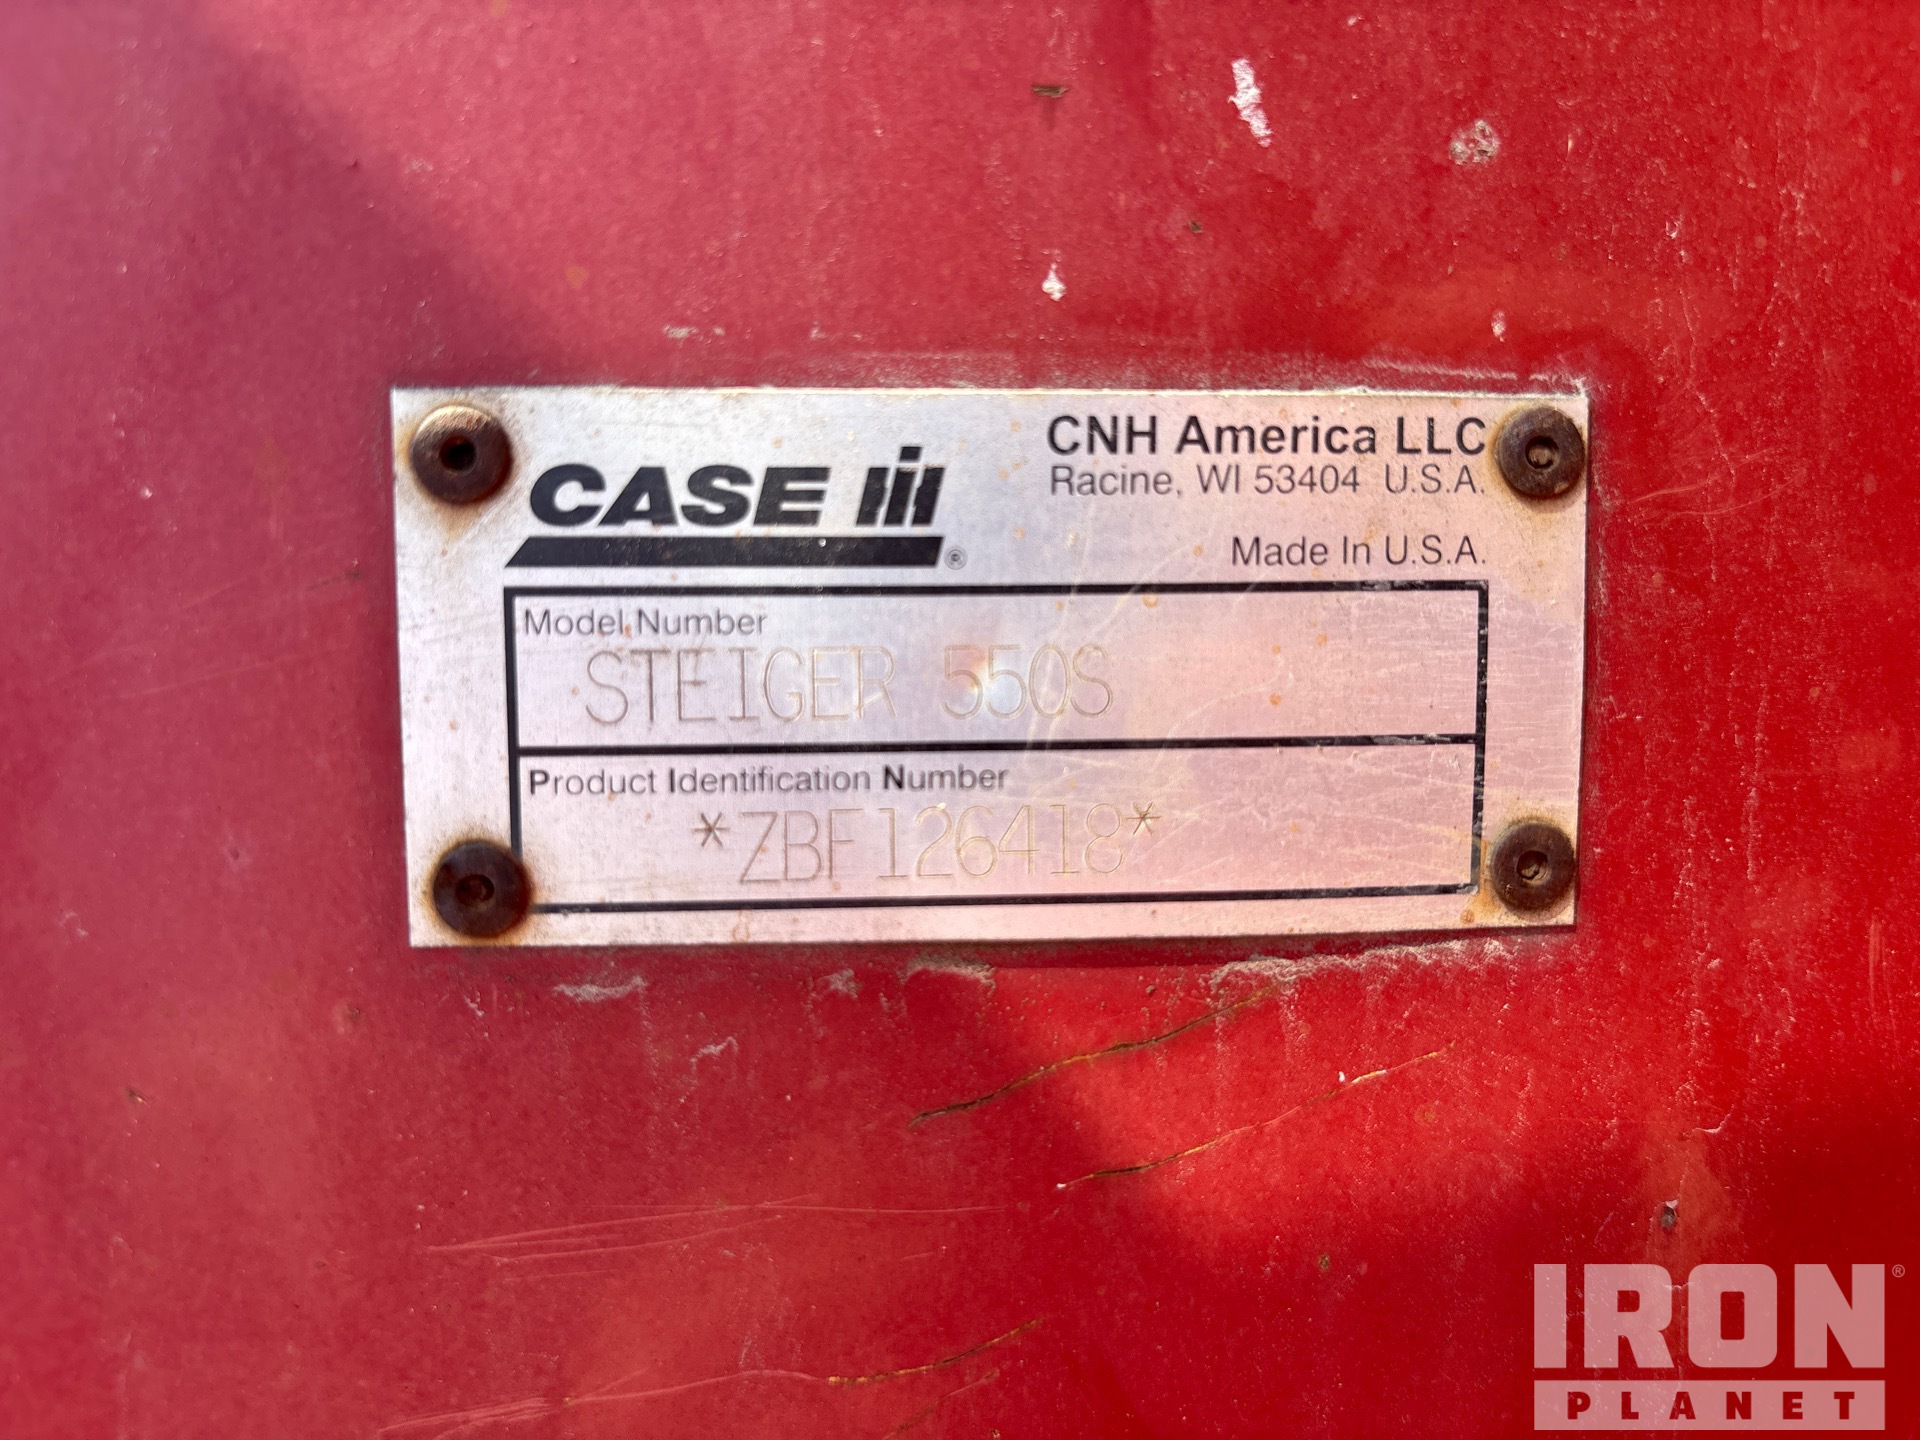 CASE IH®
CNH America LLC
Racine, WI 53404 U.S.A.
Made In U.S.A.
Model Number
STEIGER 550S
Product Identification Number
*ZBF126418*
IRON®
PLANET